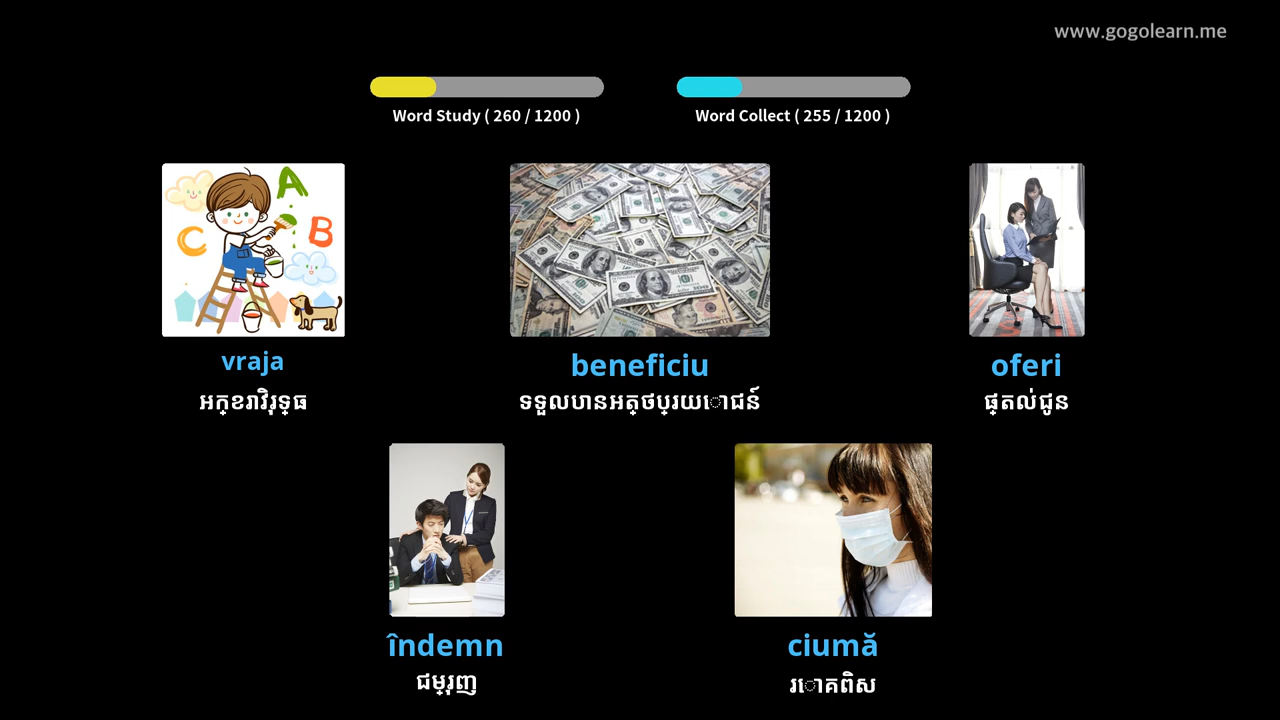 www.gogolearn.me
Word Study ( 260 / 1200 )
Word Collect ( 255 / 1200 )
A
B
C
vraja
អក្ខរាវិរុទ្ធ
beneficiu
ទទួលបានអត្ថប្រយោជន៍
oferi
ផ្តល់ជូន
îndemn
ជម្រុញ
ciumă
រោគពិស